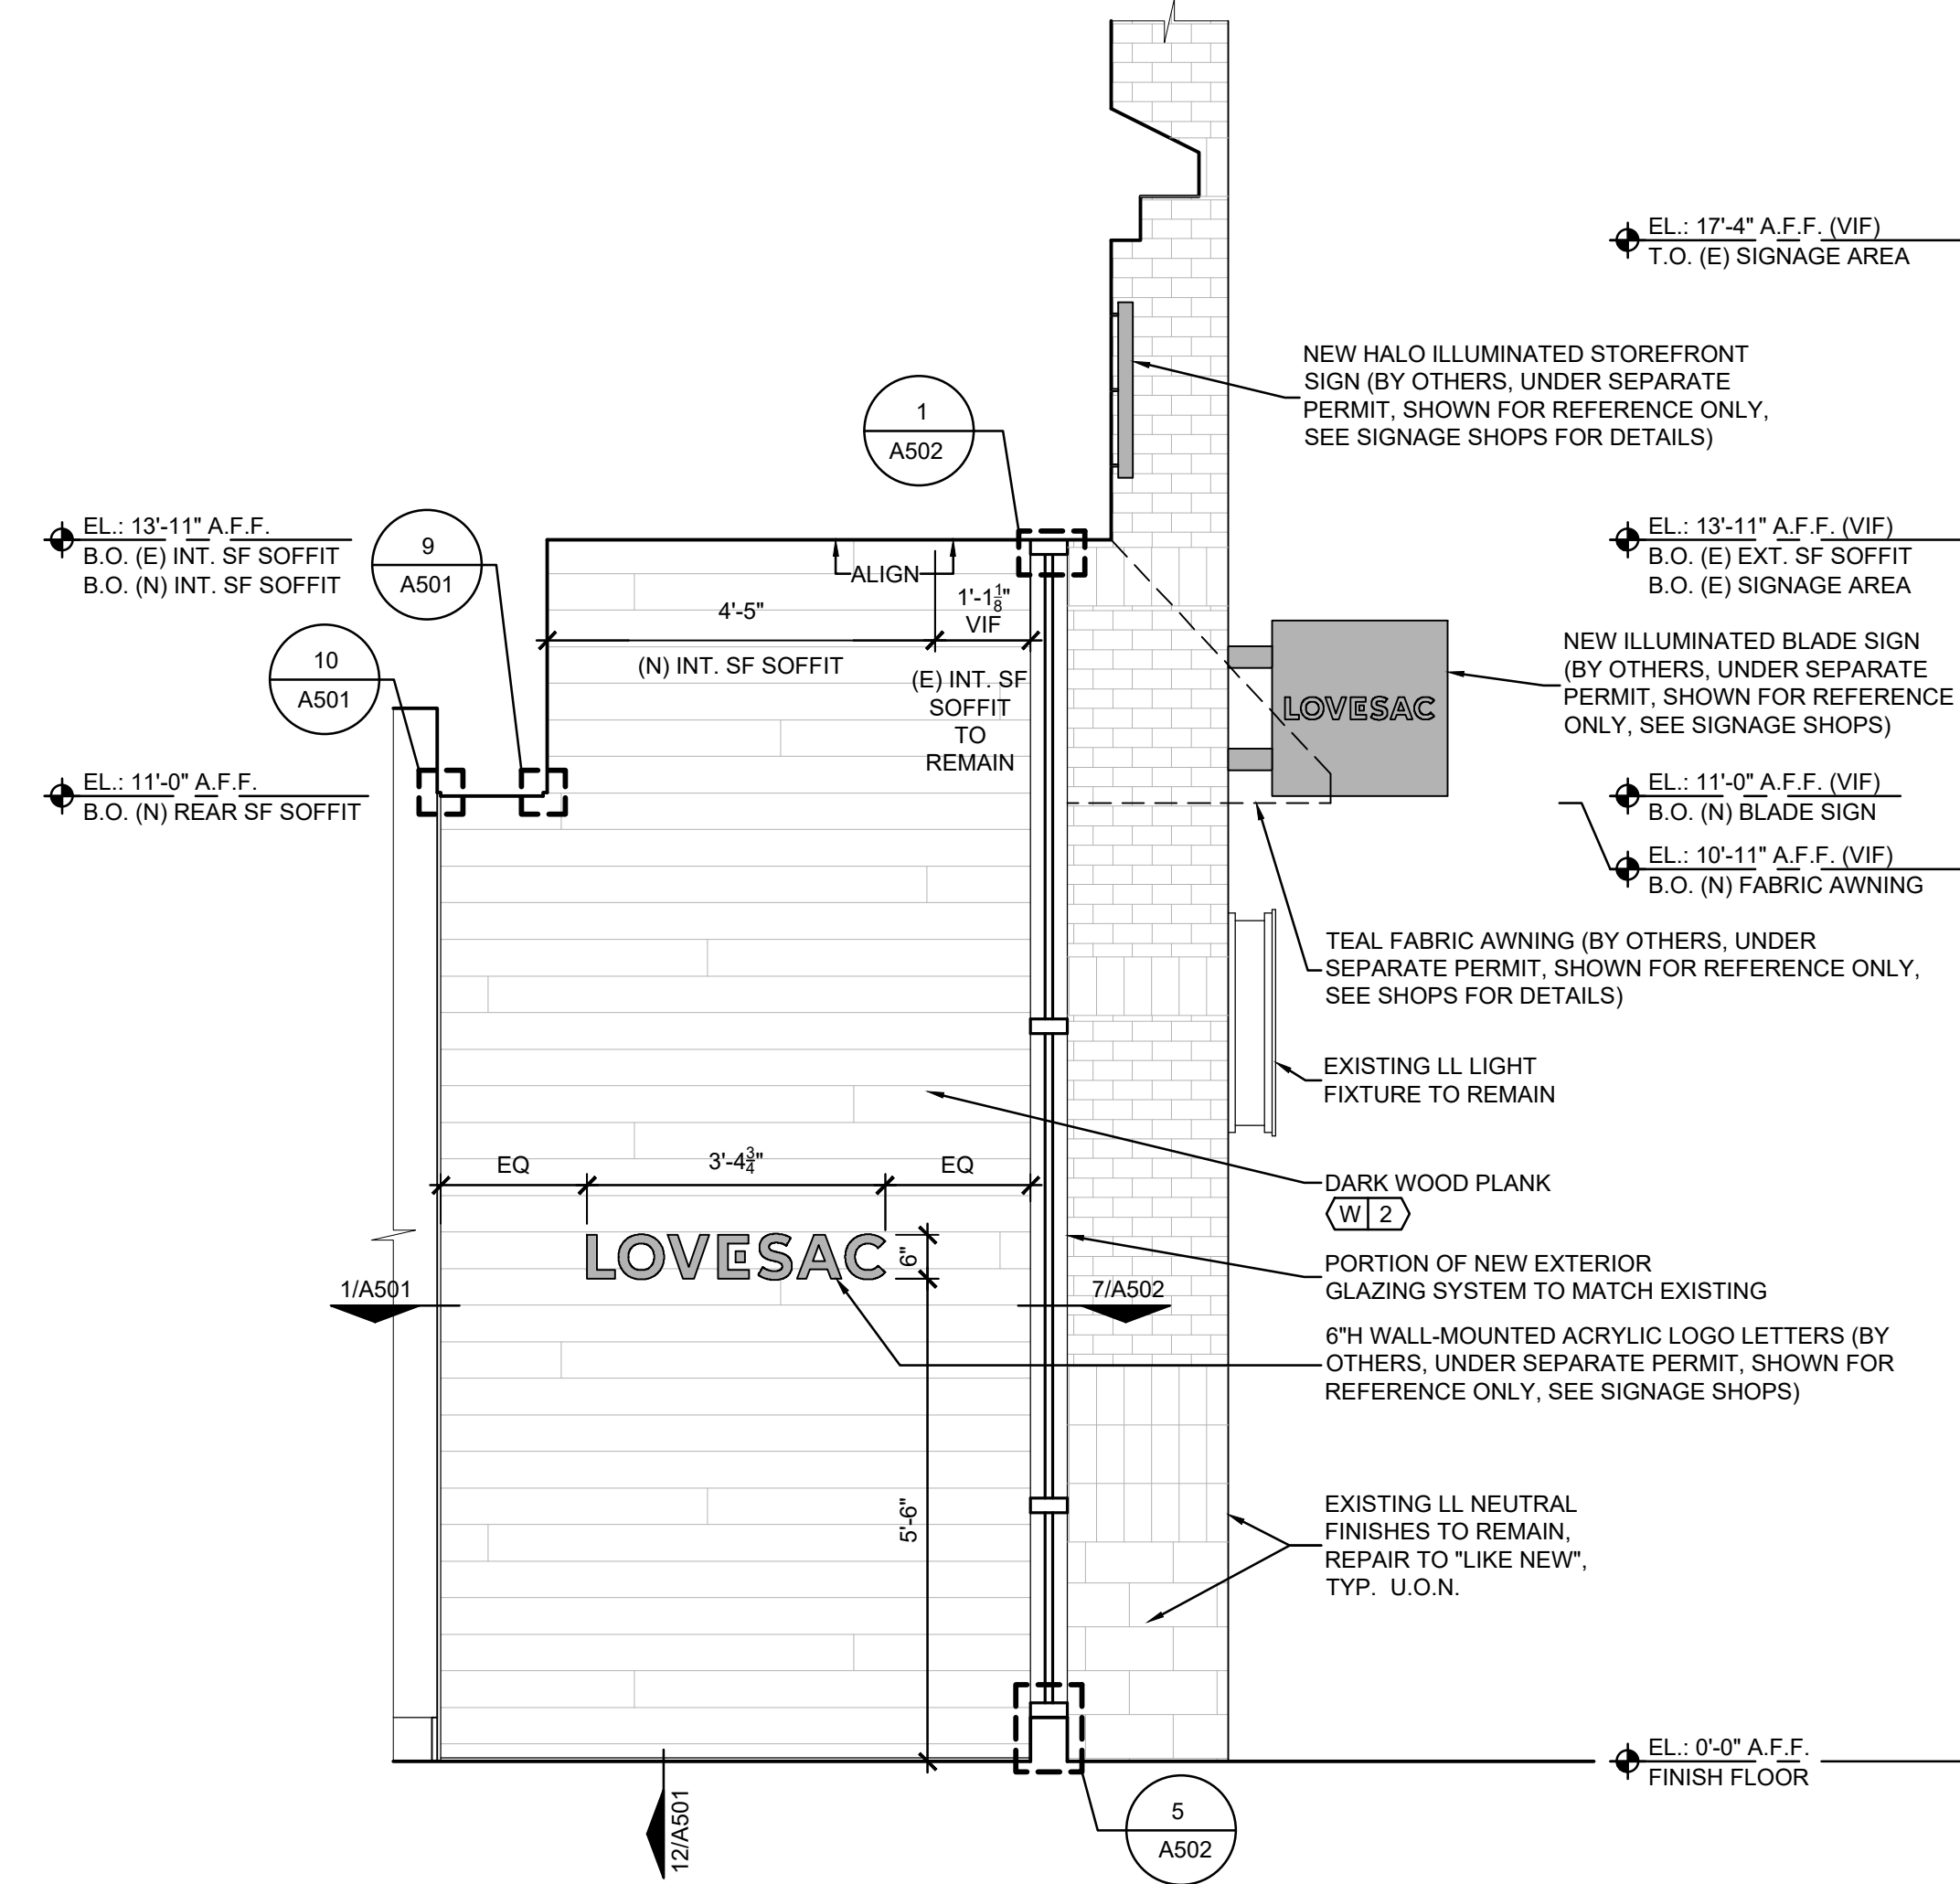 EL.: 17'-4" A.F.F. (VIF)
T.O. (E) SIGNAGE AREA
NEW HALO ILLUMINATED STOREFRONT
SIGN (BY OTHERS, UNDER SEPARATE
PERMIT, SHOWN FOR REFERENCE ONLY,
SEE SIGNAGE SHOPS FOR DETAILS)
1
A502
EL.: 13'-11" A.F.F.
B.O. (E) INT. SF SOFFIT
B.O. (N) INT. SF SOFFIT
9
A501
EL.: 13'-11" A.F.F. (VIF)
B.O. (E) EXT. SF SOFFIT
B.O. (E) SIGNAGE AREA
ALIGN
4'-5"
1'-1 1/8"
VIF
(N) INT. SF SOFFIT
(E) INT. SF
SOFFIT
TO
REMAIN
10
A501
NEW ILLUMINATED BLADE SIGN
(BY OTHERS, UNDER SEPARATE
PERMIT, SHOWN FOR REFERENCE
ONLY, SEE SIGNAGE SHOPS)
LOVESAC
EL.: 11'-0" A.F.F.
B.O. (N) REAR SF SOFFIT
EL.: 11'-0" A.F.F. (VIF)
B.O. (N) BLADE SIGN
EL.: 10'-11" A.F.F. (VIF)
B.O. (N) FABRIC AWNING
TEAL FABRIC AWNING (BY OTHERS, UNDER
SEPARATE PERMIT, SHOWN FOR REFERENCE ONLY,
SEE SHOPS FOR DETAILS)
EXISTING LL LIGHT
FIXTURE TO REMAIN
EQ
3'-4 3/4"
EQ
DARK WOOD PLANK
W 2
LOVESAC
6"
PORTION OF NEW EXTERIOR
GLAZING SYSTEM TO MATCH EXISTING
1/A501
7/A502
6"H WALL-MOUNTED ACRYLIC LOGO LETTERS (BY
OTHERS, UNDER SEPARATE PERMIT, SHOWN FOR
REFERENCE ONLY, SEE SIGNAGE SHOPS)
5'-6"
EXISTING LL NEUTRAL
FINISHES TO REMAIN,
REPAIR TO "LIKE NEW",
TYP. U.O.N.
EL.: 0'-0" A.F.F.
FINISH FLOOR
12/A501
5
A502